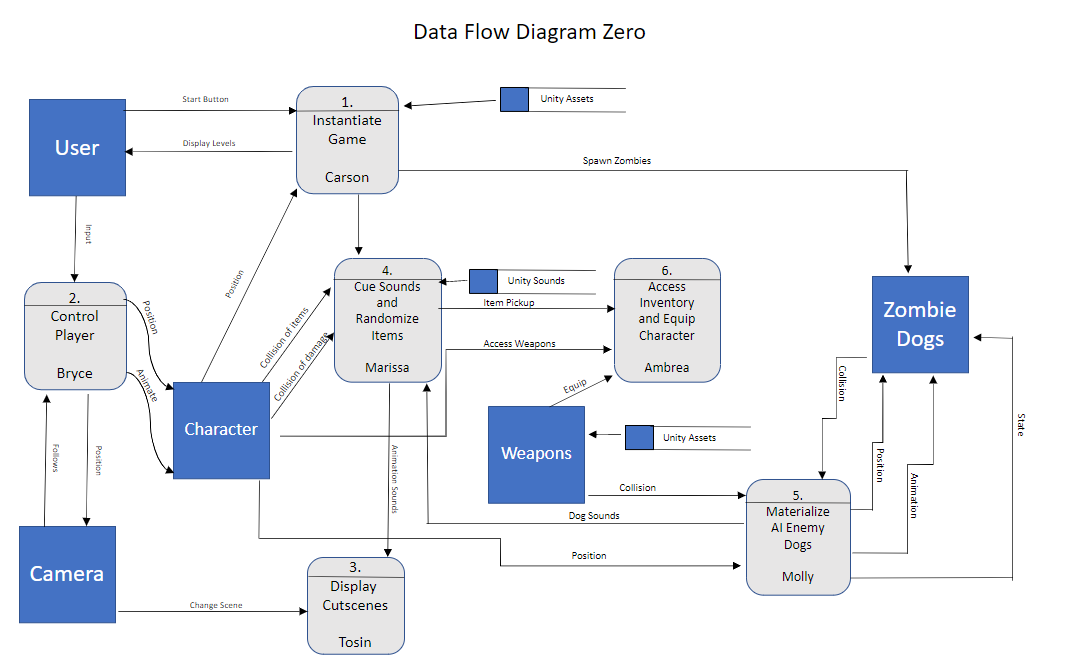 Data Flow Diagram Zero
User
Start Button
Display Levels
1.
Instantiate
Game
Carson
Unity Assets
Spawn Zombies
Input
Position
2.
Control
Player
Bryce
Position
Animate
Collision of items
Collision of damage
4.
Cue Sounds
and
Randomize
Items
Marissa
Unity Sounds
Item Pickup
Access Weapons
6.
Access
Inventory
and Equip
Character
Ambrea
Equip
Zombie
Dogs
Character
Weapons
Unity Assets
Collision
Position
Animation
State
Follows
Position
Animation Sounds
Collision
Dog Sounds
Position
5.
Materialize
AI Enemy
Dogs
Molly
Camera
Change Scene
3.
Display
Cutscenes
Tosin